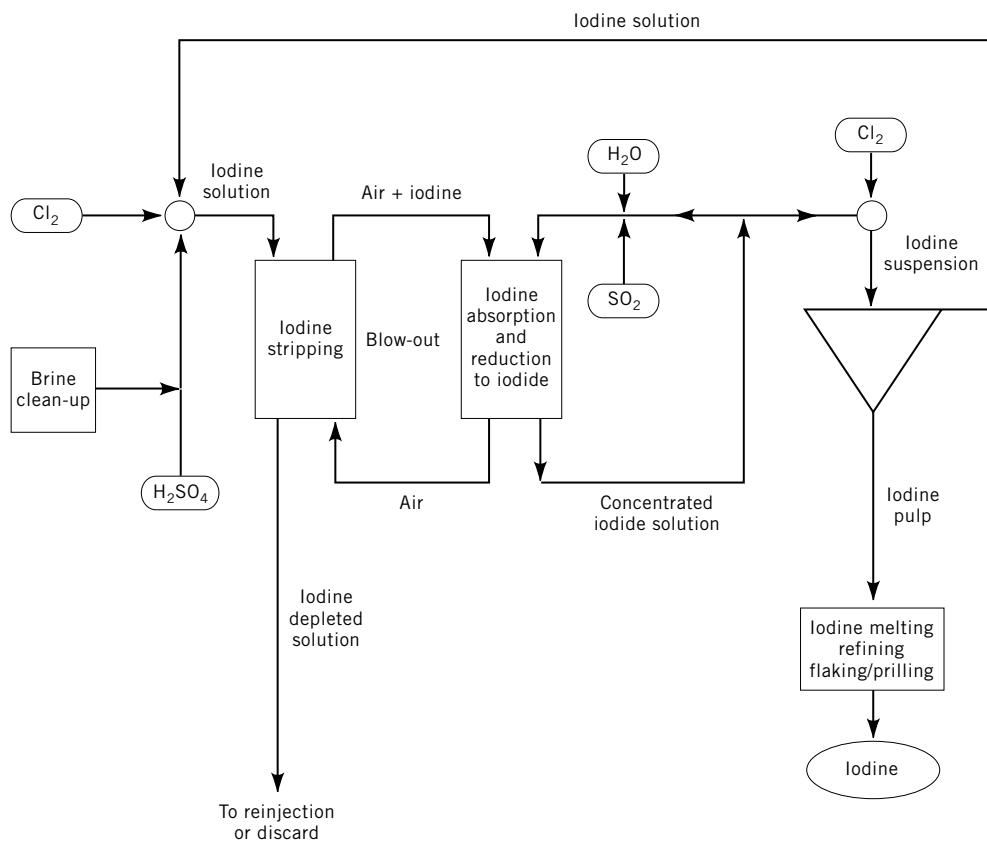 Iodine solution
Cl₂
H₂O
Iodine
solution
Air + iodine
Cl₂
Iodine
suspension
SO₂
Iodine
stripping
Blow-out
Iodine
absorption
and
reduction
to iodide
Brine
clean-up
H₂SO₄
Air
Concentrated
iodide solution
Iodine
pulp
Iodine
depleted
solution
Iodine melting
refining
flaking/prilling
Iodine
To reinjection
or discard